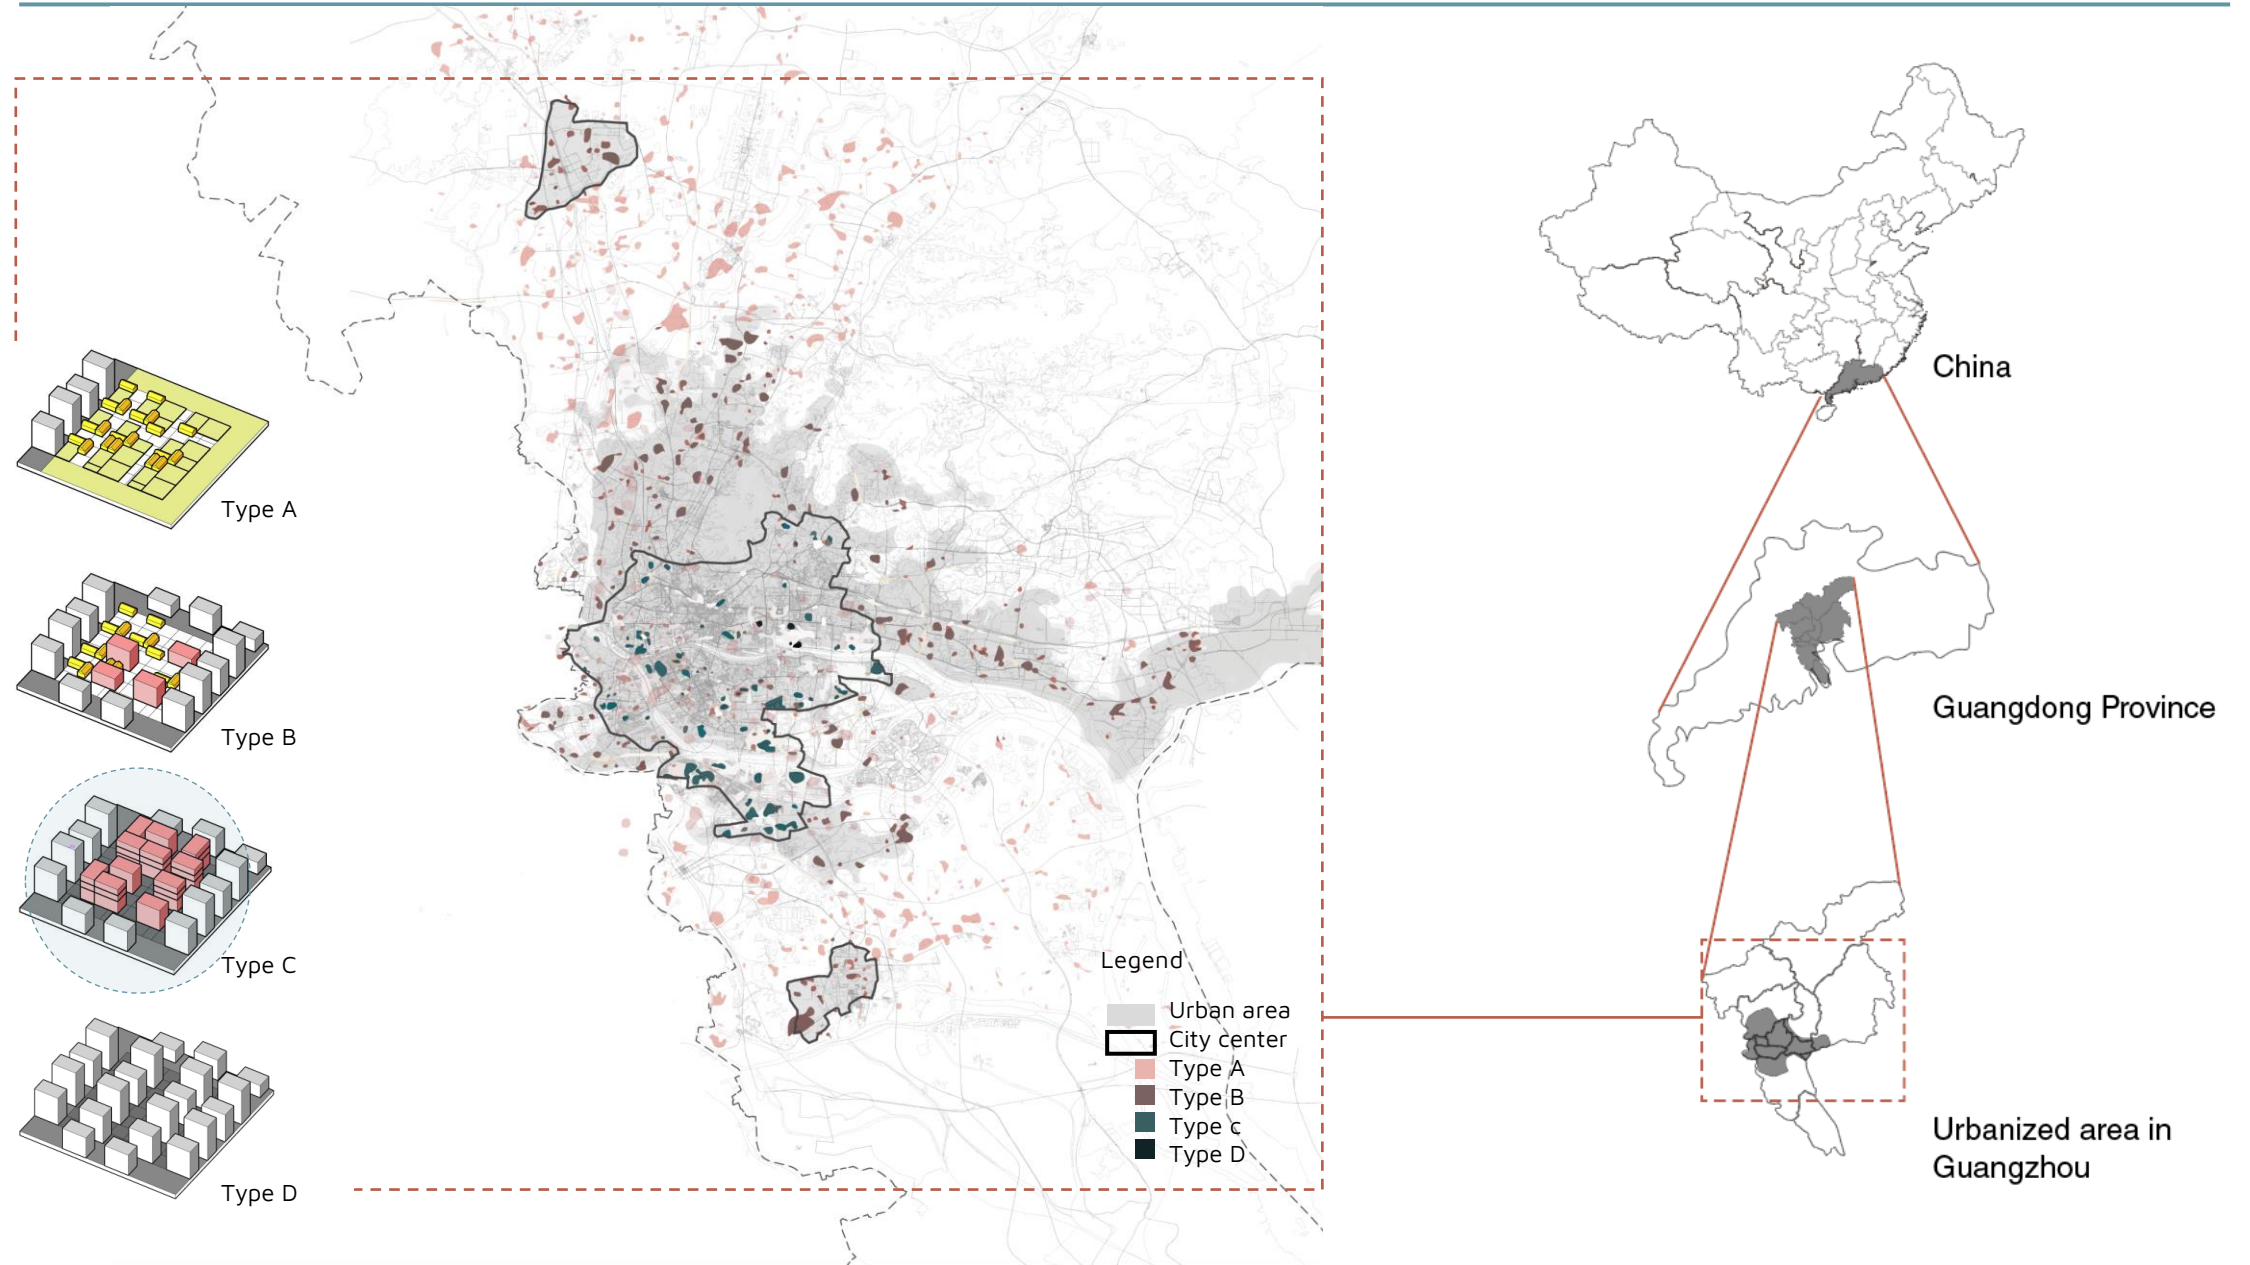 Type A
Type B
Type C
Type D
Legend
Urban area
City center
Type A
Type B
Type c
Type D
China
Guangdong Province
Urbanized area in
Guangzhou